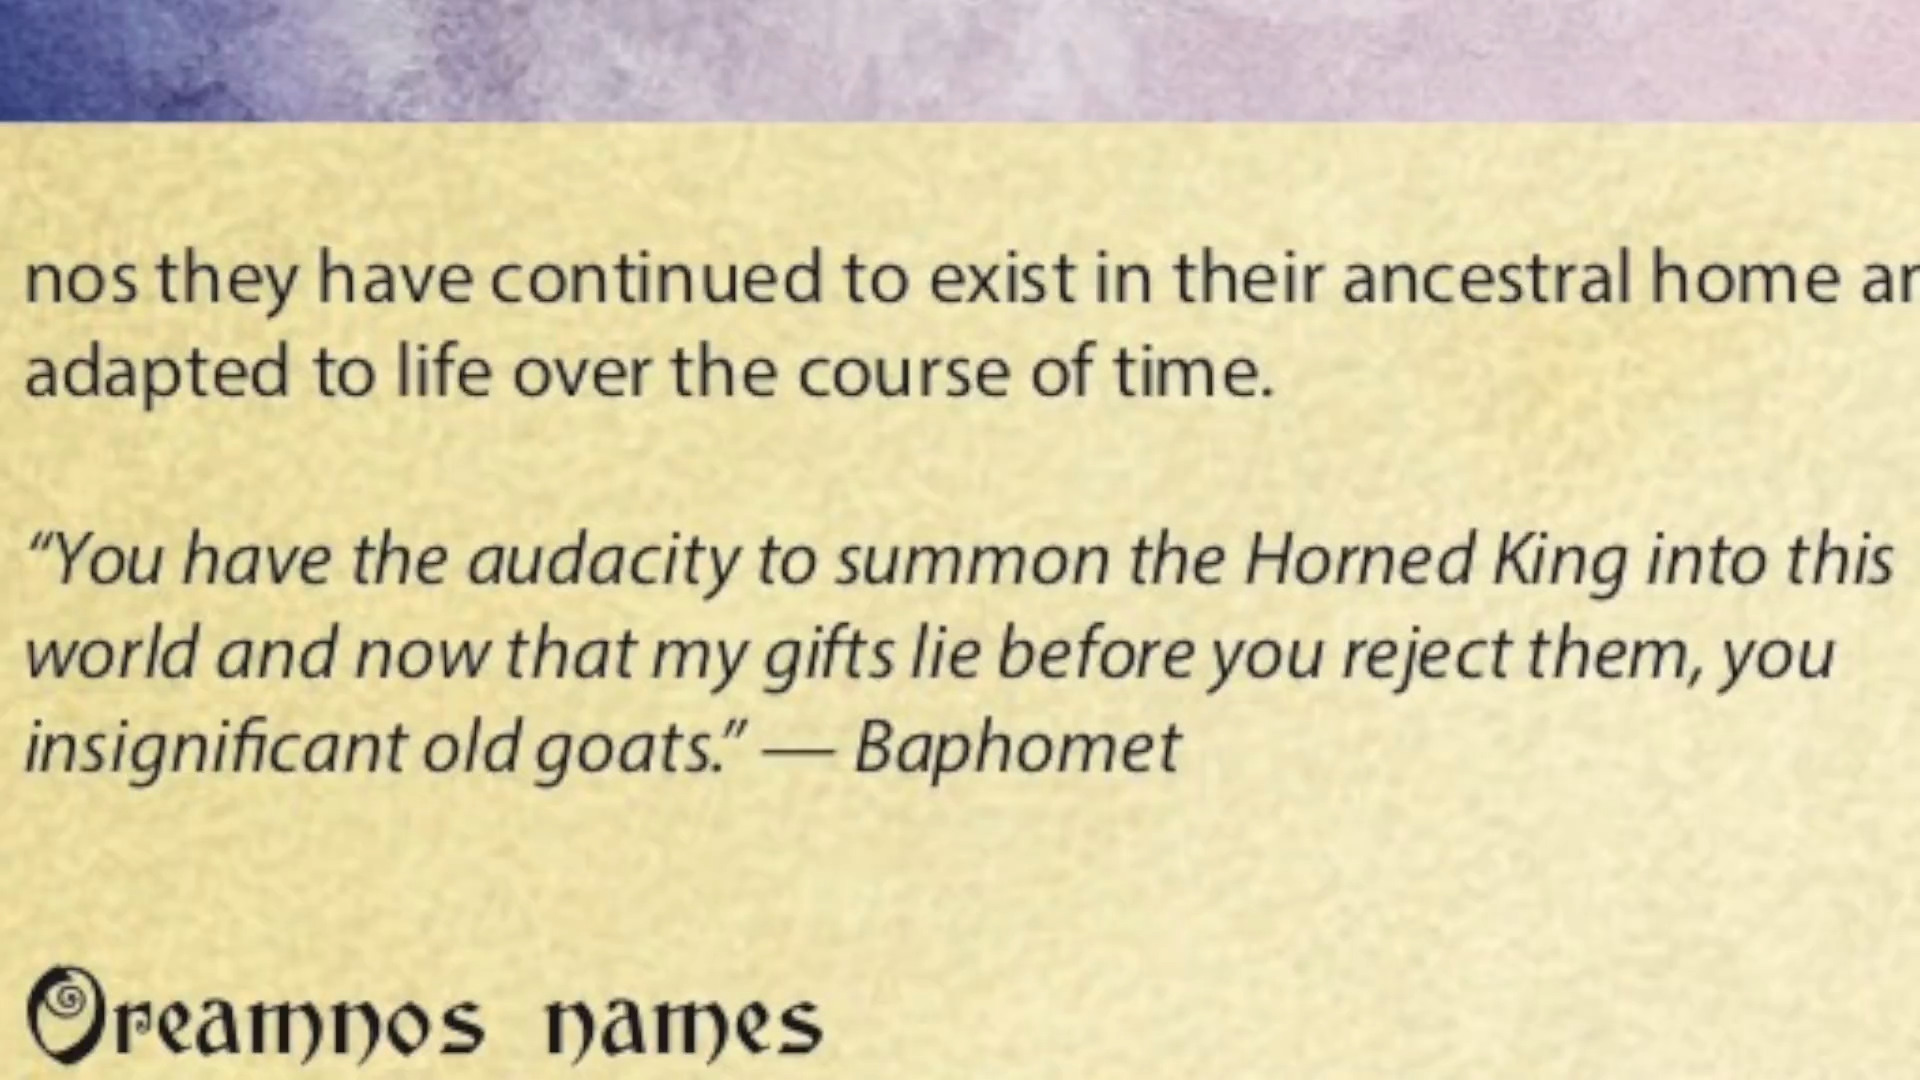 nos they have continued to exist in their ancestral home
adapted to life over the course of time.
“You have the audacity to summon the Horned King into this
world and now that my gifts lie before you reject them, you
insignificant old goats.” — Baphomet
Oreamnos names